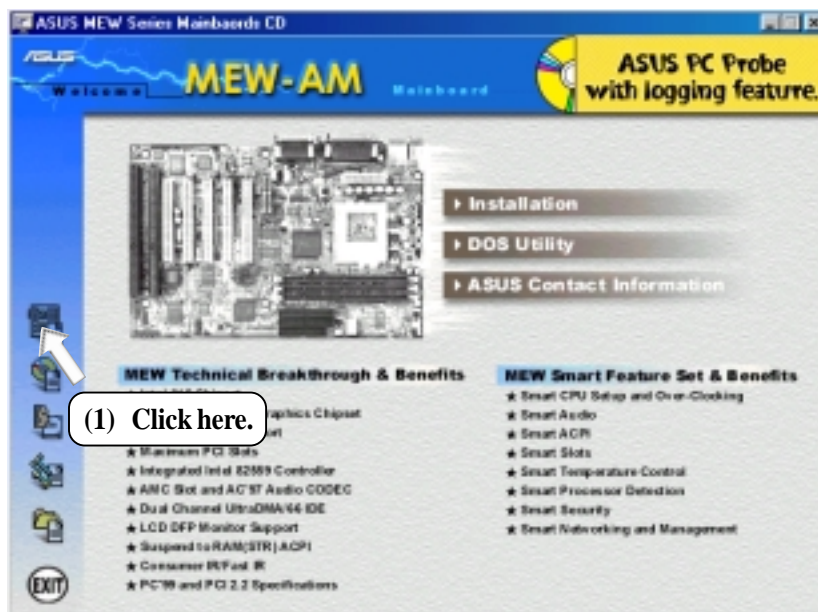 ASUS MEW Series Mainbaords CD
ASUS
Welcome
MEW-AM
Mainboard
ASUS PC Probe
with logging feature.
Installation
DOS Utility
ASUS Contact Information
(1) Click here.
MEW Technical Breakthrough & Benefits
aphics Chipset
★ Maximum PCI Slots
★ Integrated Intel 82559 Controller
★ AMC Slot and AC'97 Audio CODEC
★ Dual Channel UltraDMA/66 IDE
★ LCD DFP Monitor Support
★ Suspend to RAM(STR) ACPI
★ Consumer IR/Fast IR
★ PC'99 and PCI 2.2 Specifications
MEW Smart Feature Set & Benefits
★ Smart CPU Setup and Over-Clocking
★ Smart Audio
★ Smart ACPI
★ Smart Slots
★ Smart Temperature Control
★ Smart Processor Detection
★ Smart Security
★ Smart Networking and Management
EXIT